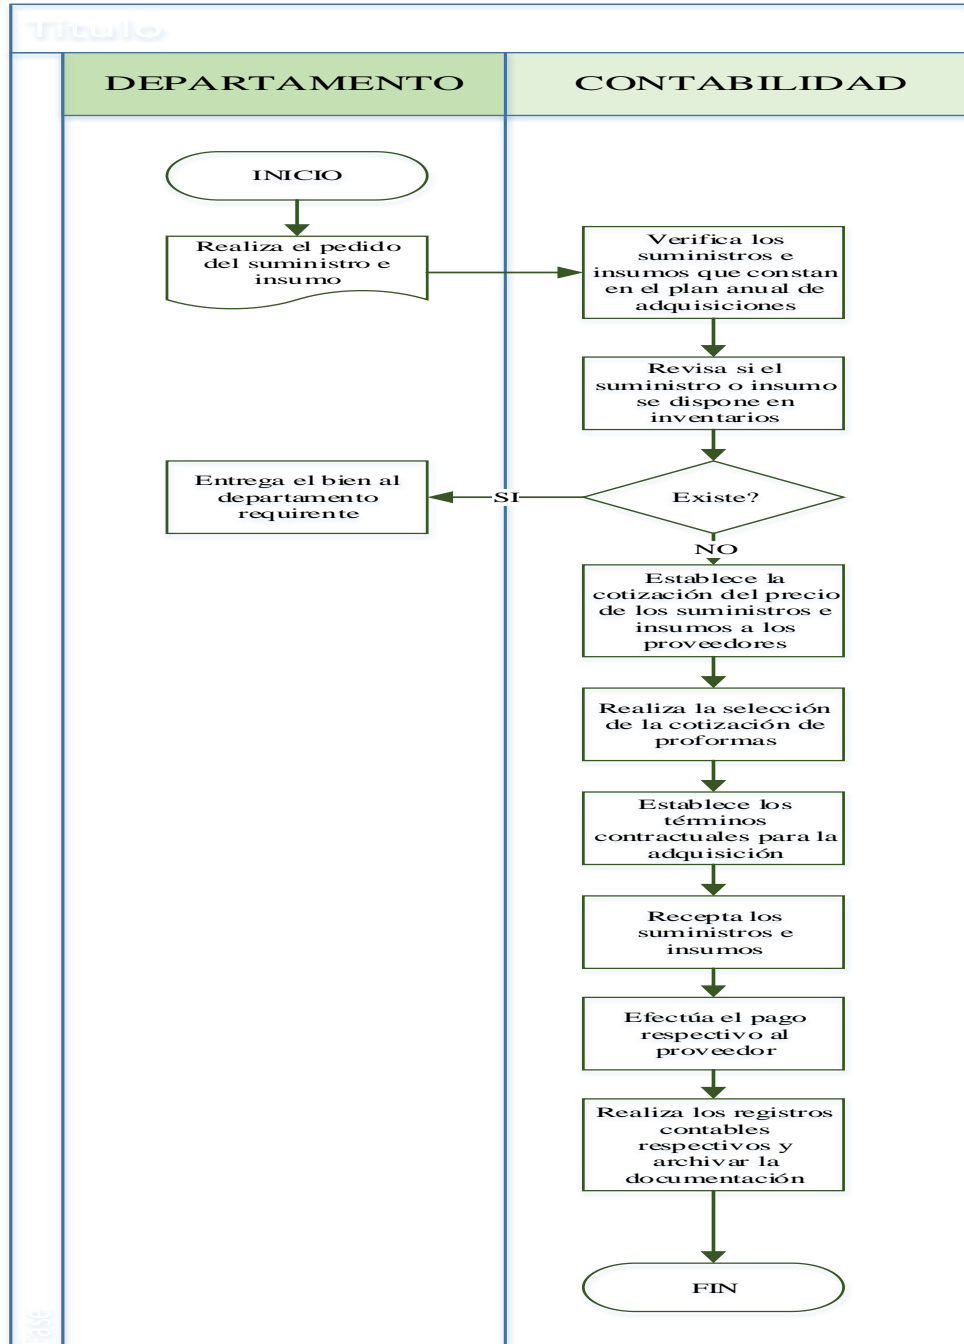 Título
DEPARTAMENTO
CONTABILIDAD
INICIO
Realiza el pedido
del suministro e
insumo
Verifica los
suministros e
insumos que constan
en el plan anual de
adquisiciones
Revisa si el
suministro o insumo
se dispone en
inventarios
Existe?
SI
Entrega el bien al
departamento
requirente
NO
Establece la
cotización del precio
de los suministros e
insumos a los
proveedores
Realiza la selección
de la cotización de
proformas
Establece los
términos
contractuales para la
adquisición
Recepta los
suministros e
insumos
Efectúa el pago
respectivo al
proveedor
Realiza los registros
contables
respectivos y
archivar la
documentación
FIN
Fase